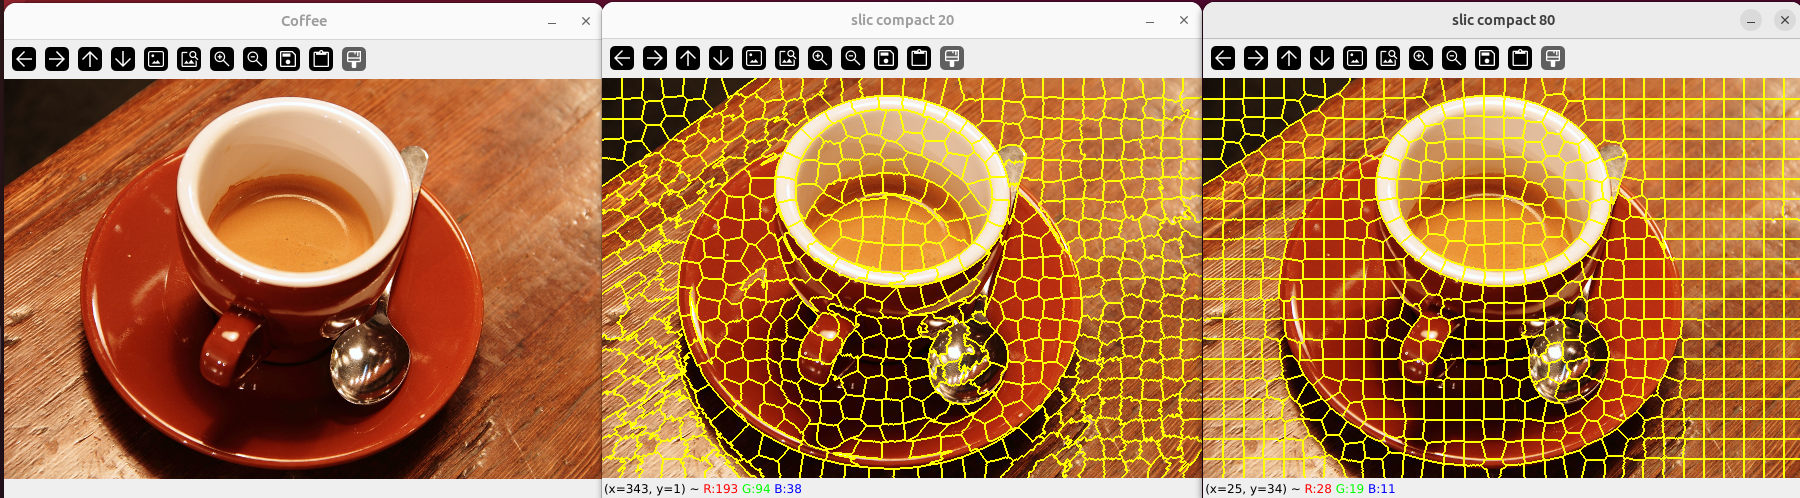 Coffee
slic compact 20
slic compact 80
(x=343, y=1) ~ R:193 G:94 B:38
(x=25, y=34) ~ R:28 G:19 B:11